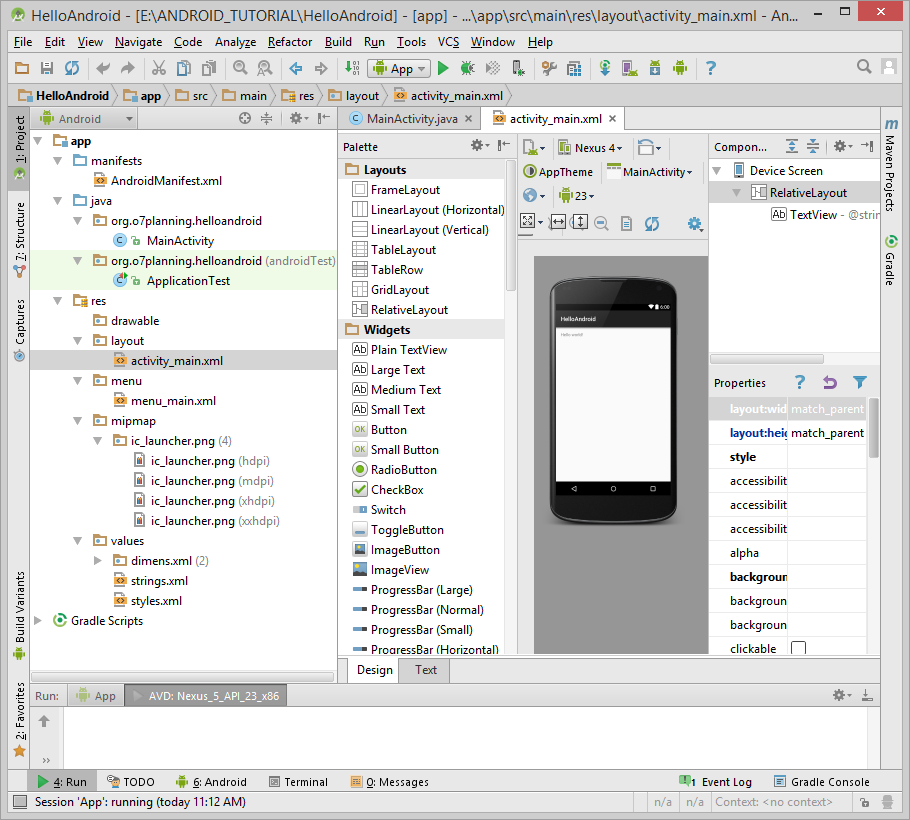 HelloAndroid - [E:\ANDROID_TUTORIAL\HelloAndroid] - [app] - ...\app\src\main\res\layout\activity_main.xml - An...
File Edit View Navigate Code Analyze Refactor Build Run Tools VCS Window Help
App
HelloAndroid app src main res layout activity_main.xml
1: Project
7: Structure
Captures
Build Variants
2: Favorites
Android
app
manifests
AndroidManifest.xml
java
org.o7planning.helloandroid
MainActivity
org.o7planning.helloandroid (androidTest)
ApplicationTest
res
drawable
layout
activity_main.xml
menu
menu_main.xml
mipmap
ic_launcher.png (4)
ic_launcher.png (hdpi)
ic_launcher.png (mdpi)
ic_launcher.png (xhdpi)
ic_launcher.png (xxhdpi)
values
dimens.xml (2)
strings.xml
styles.xml
Gradle Scripts
MainActivity.java activity_main.xml
Palette
Layouts
FrameLayout
LinearLayout (Horizontal)
LinearLayout (Vertical)
TableLayout
TableRow
GridLayout
RelativeLayout
Widgets
Ab Plain TextView
Ab Large Text
Ab Medium Text
Ab Small Text
OK Button
OK Small Button
RadioButton
CheckBox
Switch
ToggleButton
ImageButton
ImageView
ProgressBar (Large)
ProgressBar (Normal)
ProgressBar (Small)
ProgressBar (Horizontal)
Design Text
Nexus 4
AppTheme MainActivity
23
6:00
HelloAndroid
Hello world!
Compon...
Device Screen
RelativeLayout
Ab TextView - @strin
Properties
layout:wid match_parent
layout:heig match_parent
style
accessibilit
accessibilit
accessibilit
alpha
backgroun
backgroun
backgroun
clickable
m Maven Projects
Gradle
Run: App AVD: Nexus_5_API_23_x86
4: Run TODO 6: Android Terminal 0: Messages 1 Event Log Gradle Console
Session 'App': running (today 11:12 AM) n/a n/a Context: <no context>